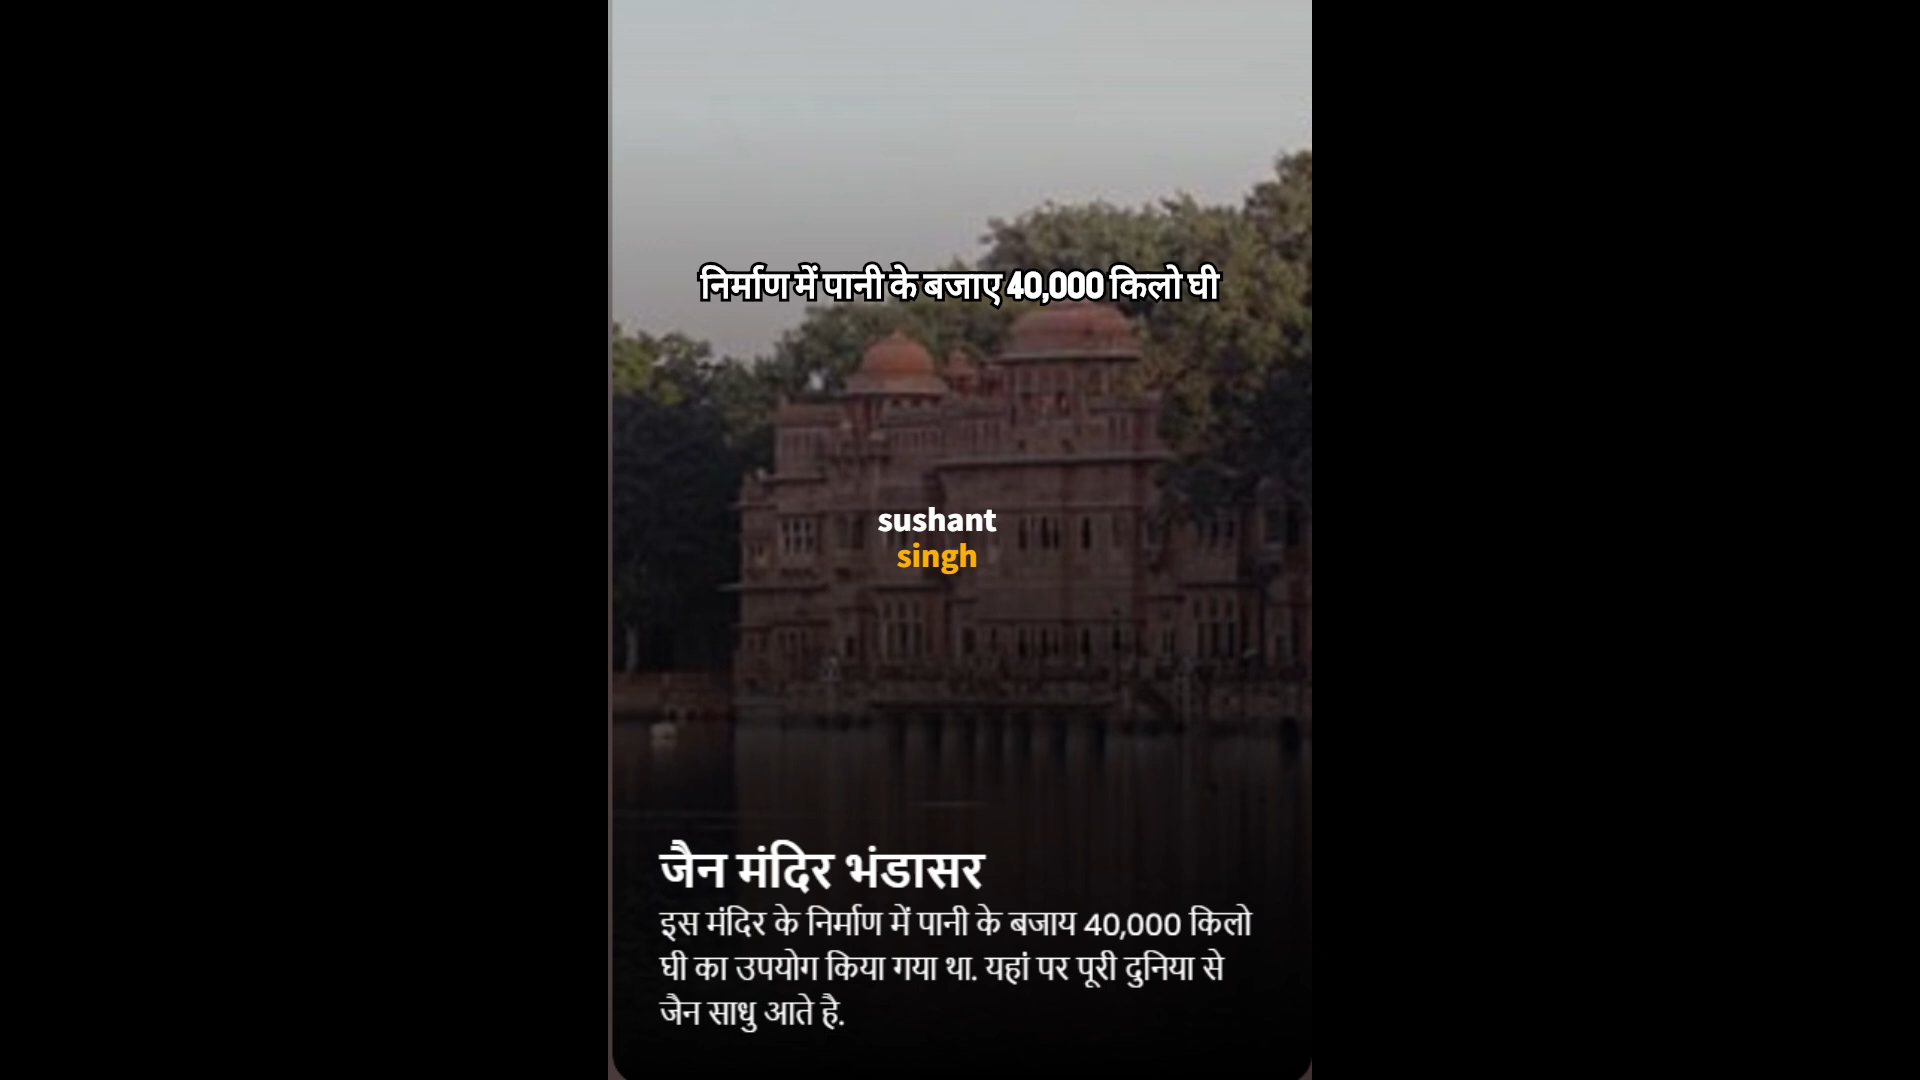 निर्माण में पानी के बजाए 40,000 किलो घी
sushant
singh
जैन मंदिर भंडासर
इस मंदिर के निर्माण में पानी के बजाय 40,000 किलो
घी का उपयोग किया गया था. यहां पर पूरी दुनिया से
जैन साधु आते है.